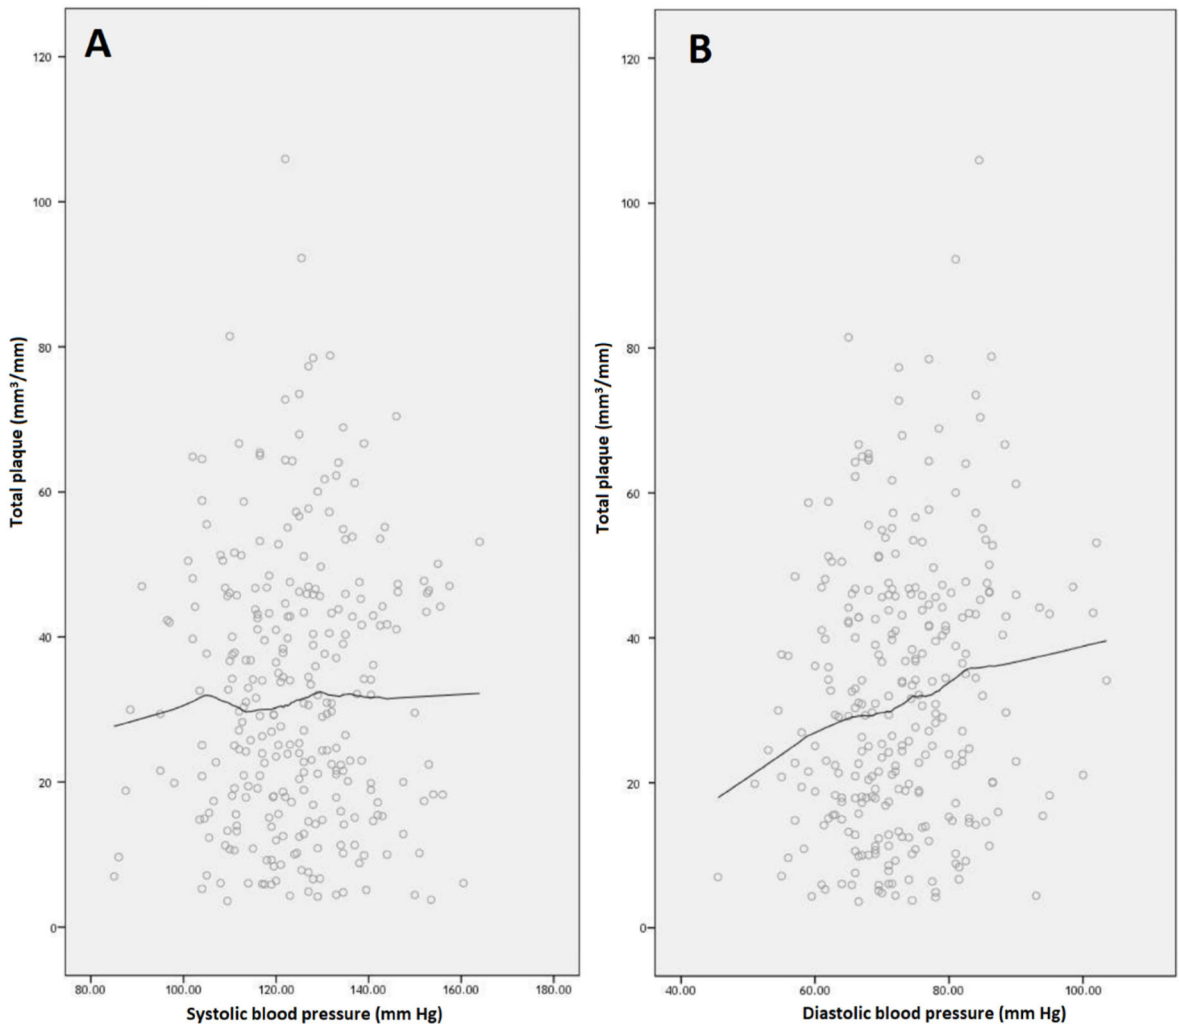 A
B
120
100
80
60
40
20
0
Total plaque (mm³/mm)
80.00 100.00 120.00 140.00 160.00 180.00
Systolic blood pressure (mm Hg)
120
100
80
60
40
20
0
Total plaque (mm³/mm)
40.00 60.00 80.00 100.00
Diastolic blood pressure (mm Hg)